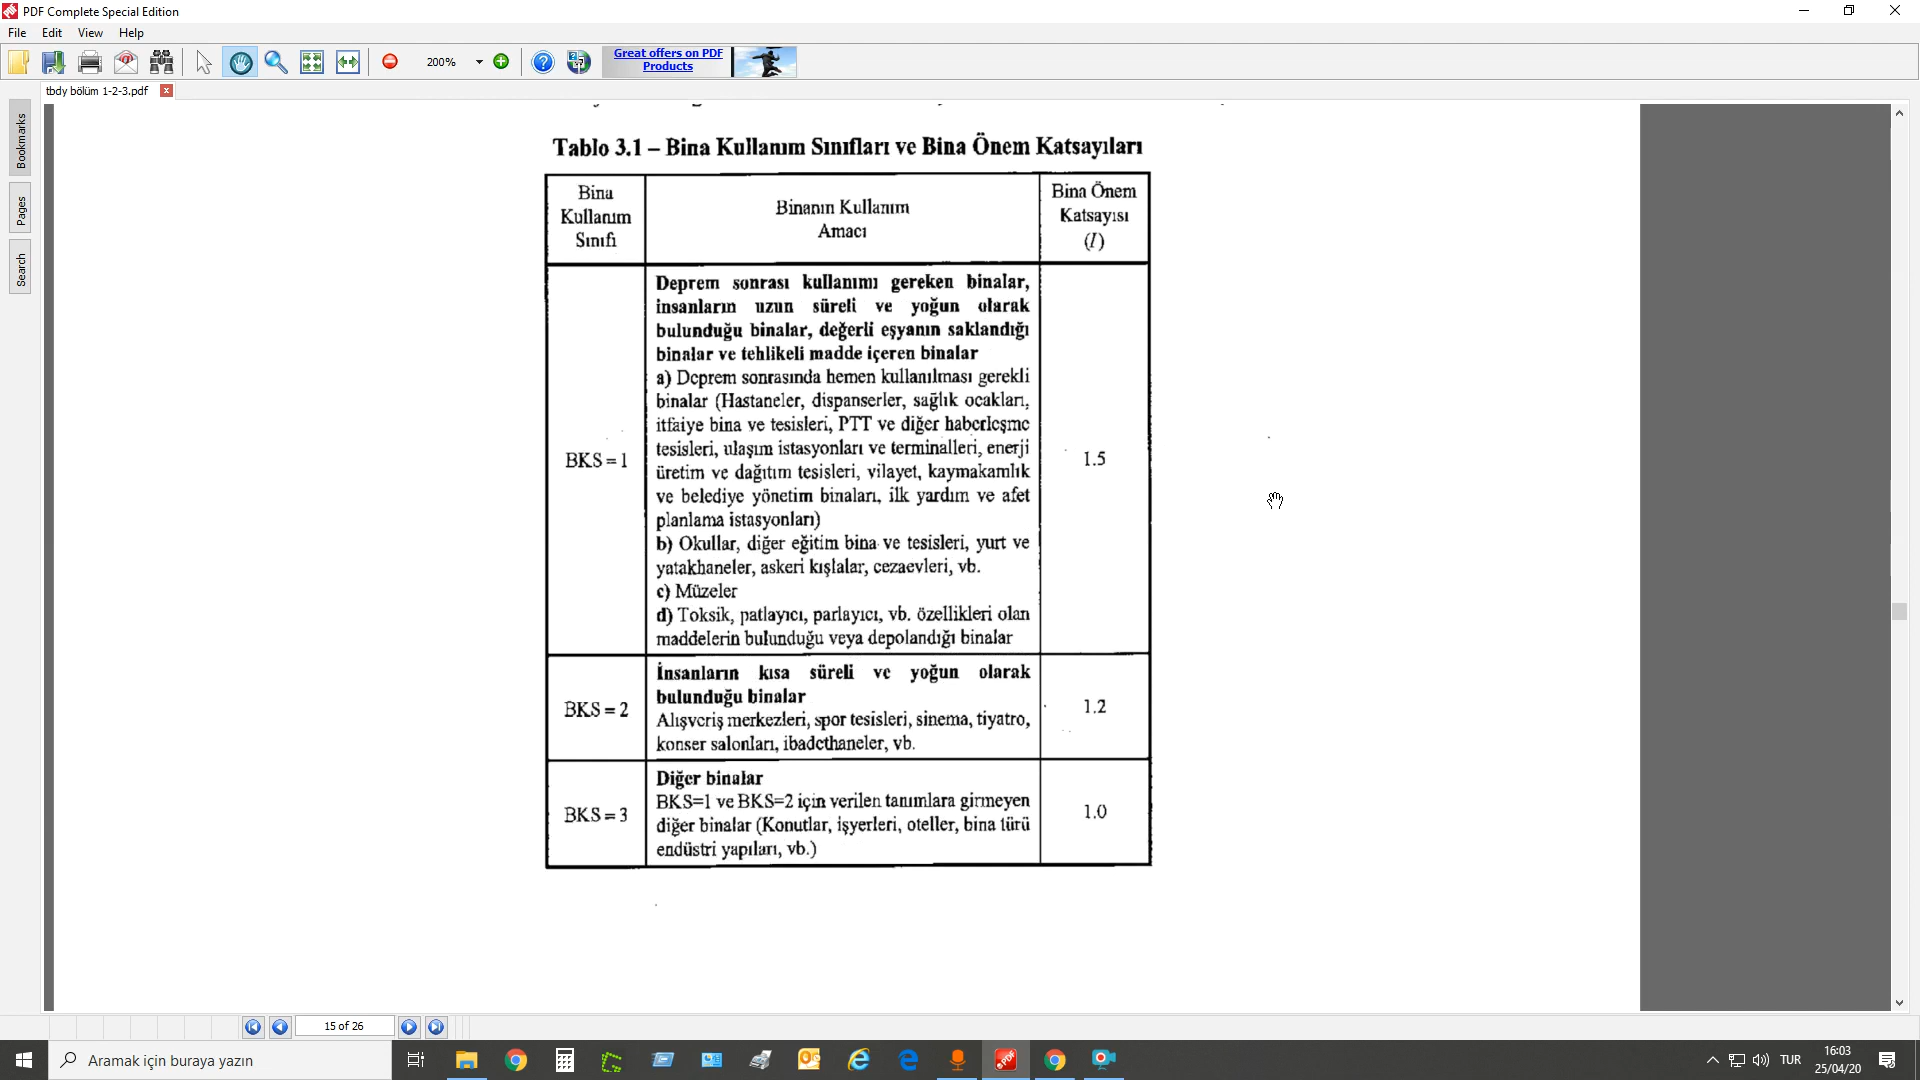 PDF Complete Special Edition
File Edit View Help
200%
Great offers on PDF
Products
tbdy bölüm 1-2-3.pdf
Bookmarks
Pages
Search
Tablo 3.1 – Bina Kullanım Sınıfları ve Bina Önem Katsayıları
Bina
Kullanım
Sınıfı
Binanın Kullanım
Amacı
Bina Önem
Katsayısı
(I)
BKS = 1
Deprem sonrası kullanımı gereken binalar,
insanların uzun süreli ve yoğun olarak
bulunduğu binalar, değerli eşyanın saklandığı
binalar ve tehlikeli madde içeren binalar
a) Deprem sonrasında hemen kullanılması gerekli
binalar (Hastaneler, dispanserler, sağlık ocakları,
itfaiye bina ve tesisleri, PTT ve diğer haberleşme
tesisleri, ulaşım istasyonları ve terminalleri, enerji
üretim ve dağıtım tesisleri, vilayet, kaymakamlık
ve belediye yönetim binaları, ilk yardım ve afet
planlama istasyonları)
b) Okullar, diğer eğitim bina ve tesisleri, yurt ve
yatakhaneler, askeri kışlalar, cezaevleri, vb.
c) Müzeler
d) Toksik, patlayıcı, parlayıcı, vb. özellikleri olan
maddelerin bulunduğu veya depolandığı binalar
1.5
BKS = 2
İnsanların kısa süreli ve yoğun olarak
bulunduğu binalar
Alışveriş merkezleri, spor tesisleri, sinema, tiyatro,
konser salonları, ibadethaneler, vb.
1.2
BKS = 3
Diğer binalar
BKS=1 ve BKS=2 için verilen tanımlara girmeyen
diğer binalar (Konutlar, işyerleri, oteller, bina türü
endüstri yapıları, vb.)
1.0
15 of 26
Aramak için buraya yazın
TUR
16:03
25/04/20